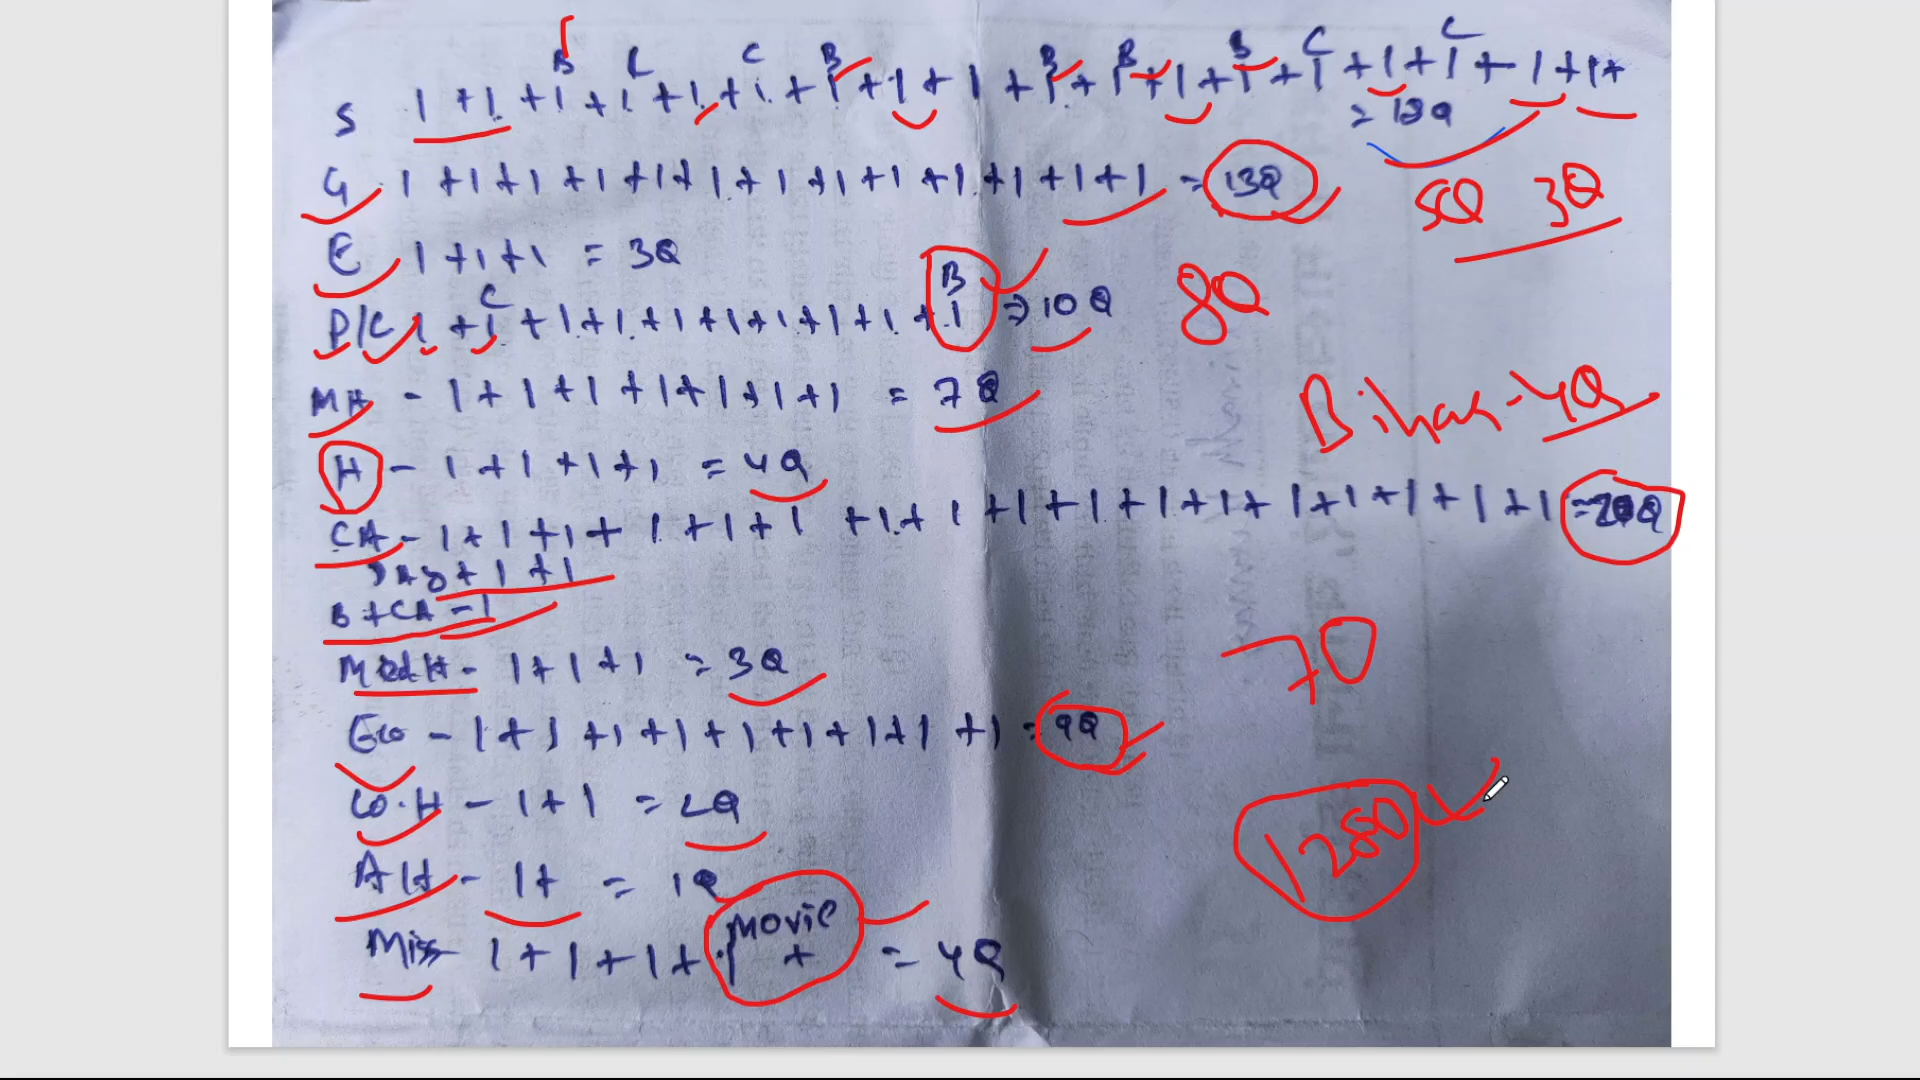 B C C B B B B C C
S 1 +1 +1 +1 +1 +1 +1 +1 +1 +1 +1 +1 +1 +1 +1 +1 +1 +1+
= 18Q
G 1 +1+1 +1 +1+1+1+1+1+1+1+1+1 = 13Q
5Q 3Q
E 1+1+1 = 3Q
C B
P/C 1 +1 +1+1+1+1+1+1+1+1 => 10Q
8Q
MH - 1+1+1+1+1+1+1 = 7Q
Bihar - 4Q
H - 1+1+1+1 = 4Q
CA - 1+1+1+ 1+1+1 +1+1+1+1+1+1+1+1+1+1+1 = 20Q
+1+1
B+CA -1
MedH - 1+1+1 = 3Q
70
Eco - 1+1+1+1+1+1+1+1+1 = 9Q
Co.H - 1+1 = 2Q
1280
AH - 1+ = 1Q
Movie
Miss 1+1+1+1 + = 4Q